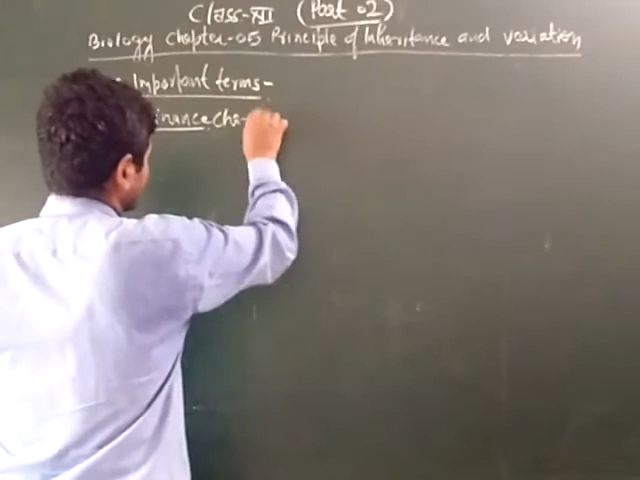 Class-XII (Part 02)
Biology Chapter-05 Principle of Inheritance and variation
Important terms-
inance Cha